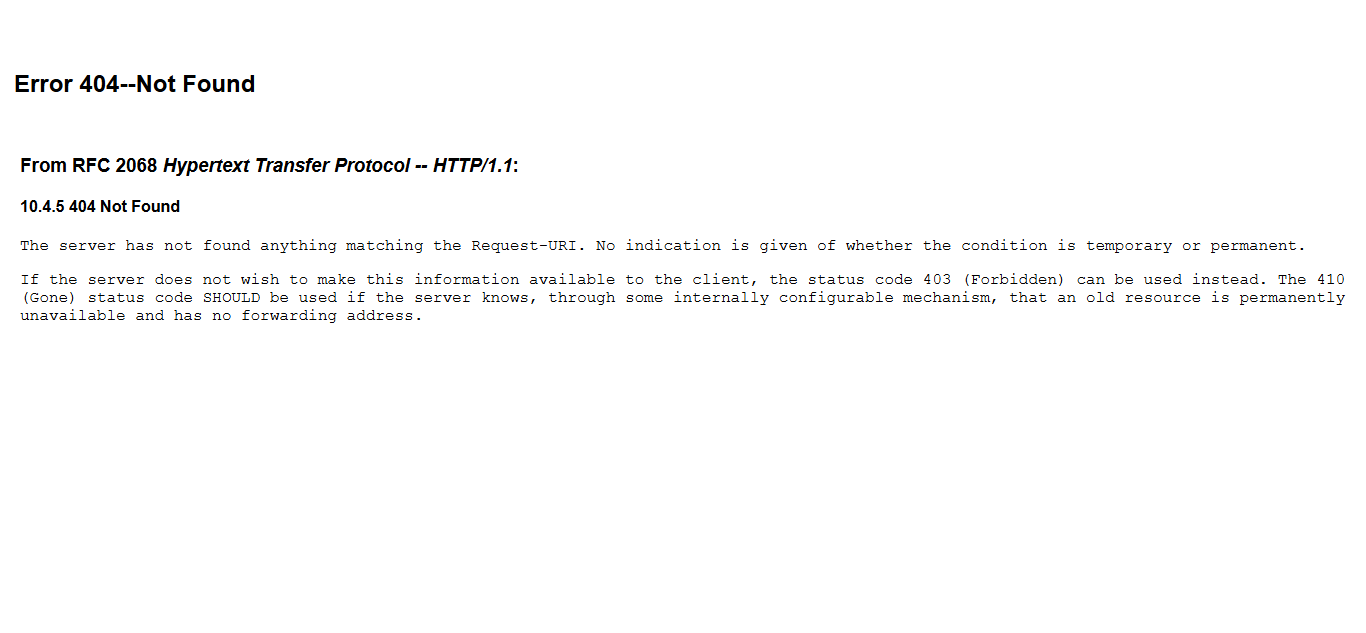 Error 404--Not Found
From RFC 2068 Hypertext Transfer Protocol -- HTTP/1.1:
10.4.5 404 Not Found
The server has not found anything matching the Request-URI. No indication is given of whether the condition is temporary or permanent.
If the server does not wish to make this information available to the client, the status code 403 (Forbidden) can be used instead. The 410
(Gone) status code SHOULD be used if the server knows, through some internally configurable mechanism, that an old resource is permanently
unavailable and has no forwarding address.